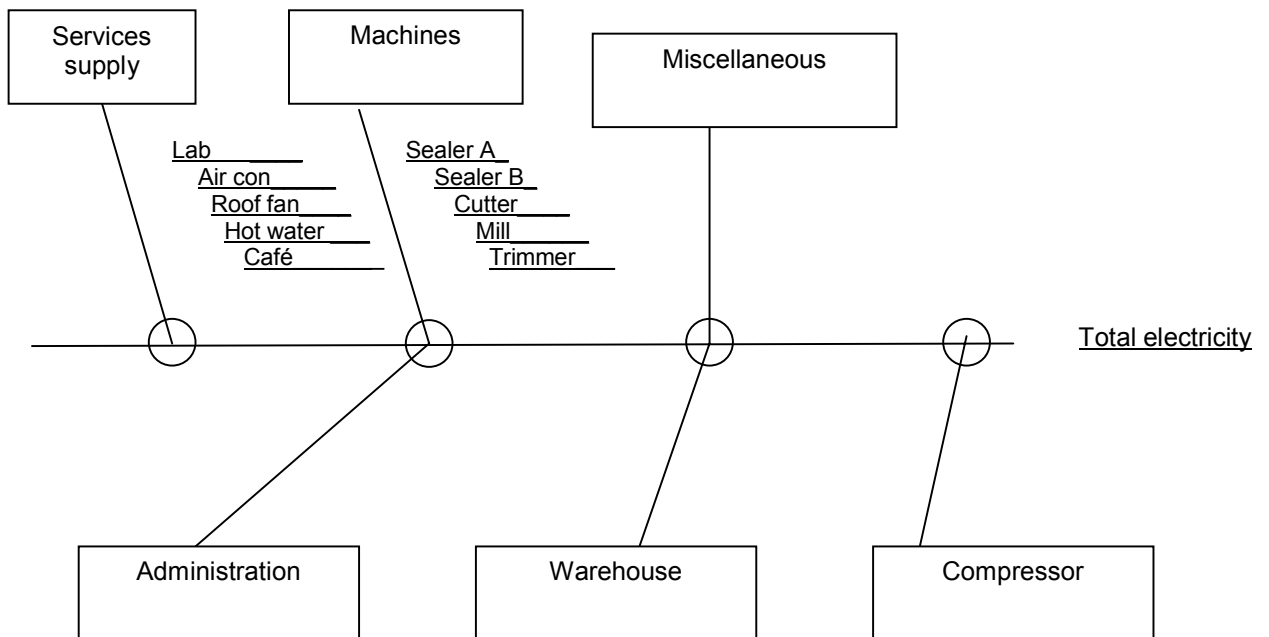 Services
supply
Machines
Miscellaneous
Lab
Air con
Roof fan
Hot water
Café
Sealer A
Sealer B
Cutter
Mill
Trimmer
Total electricity
Administration
Warehouse
Compressor